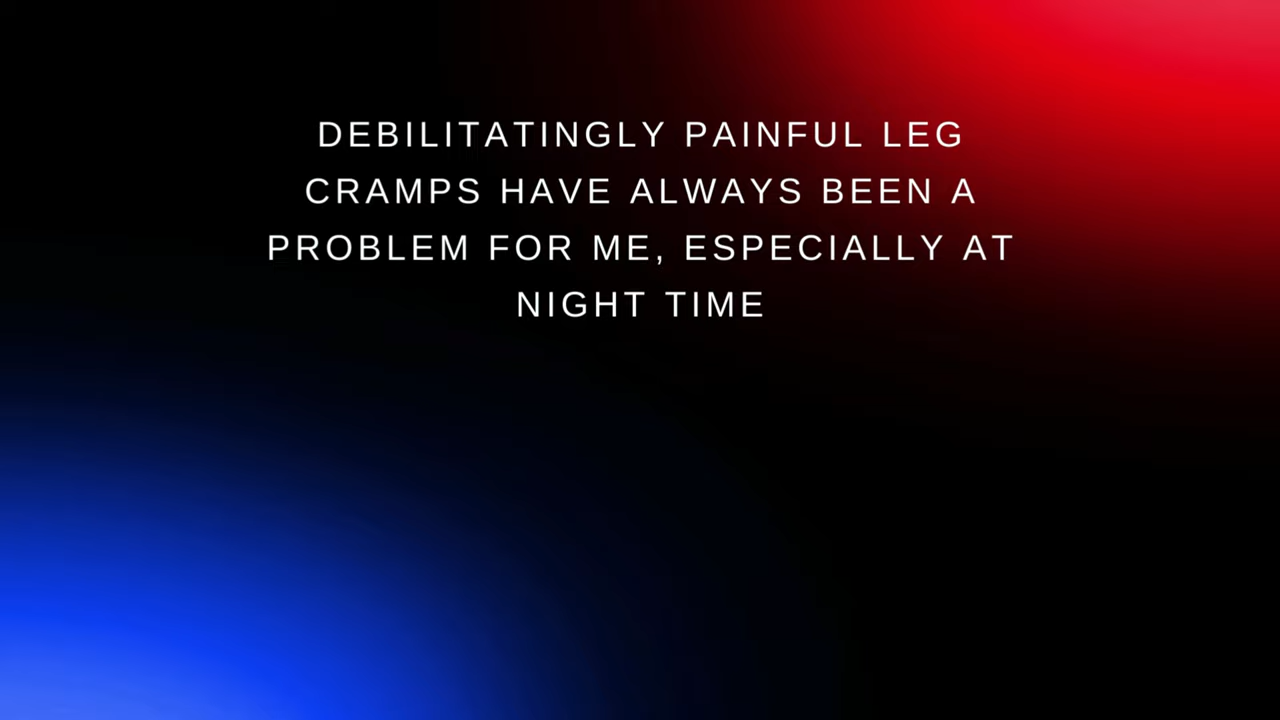 DEBILITATINGLY PAINFUL LEG
CRAMPS HAVE ALWAYS BEEN A
PROBLEM FOR ME, ESPECIALLY AT
NIGHT TIME